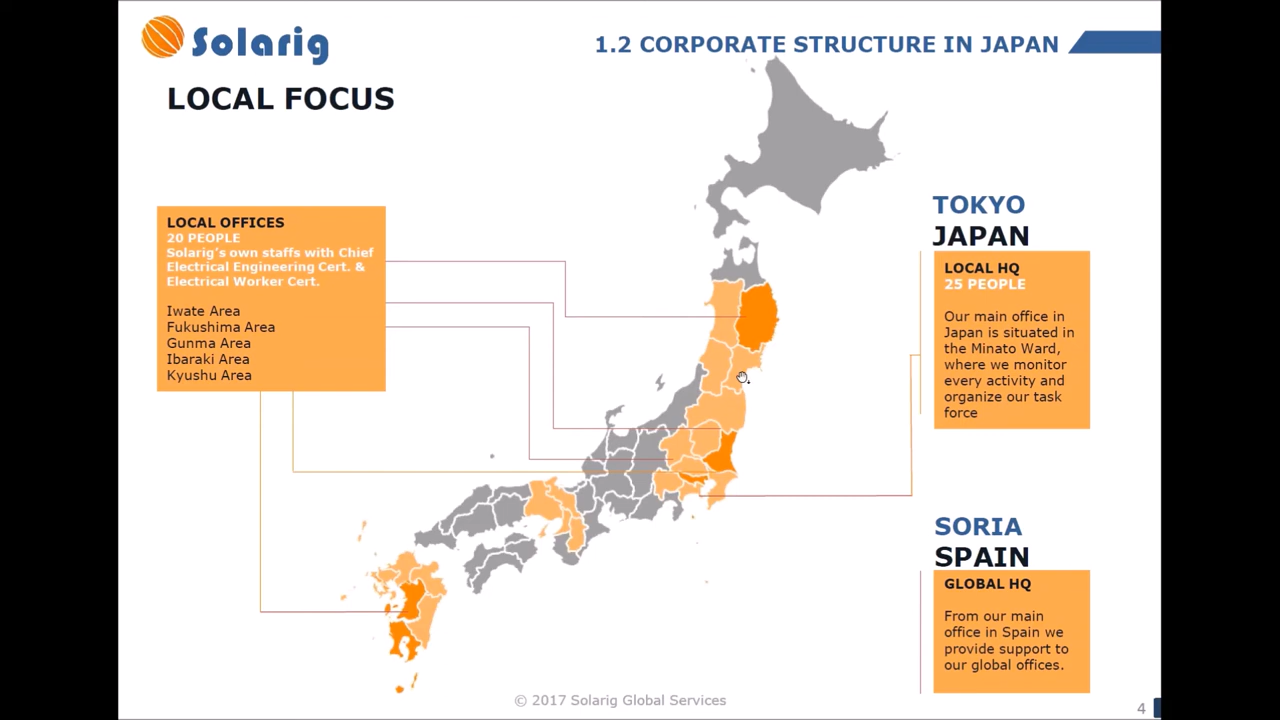 Solarig
1.2 CORPORATE STRUCTURE IN JAPAN
LOCAL FOCUS
LOCAL OFFICES
20 PEOPLE
Solarig's own staffs with Chief
Electrical Engineering Cert. &
Electrical Worker Cert.
Iwate Area
Fukushima Area
Gunma Area
Ibaraki Area
Kyushu Area
TOKYO
JAPAN
LOCAL HQ
25 PEOPLE
Our main office in
Japan is situated in
the Minato Ward,
where we monitor
every activity and
organize our task
force
SORIA
SPAIN
GLOBAL HQ
From our main
office in Spain we
provide support to
our global offices.
© 2017 Solarig Global Services
4